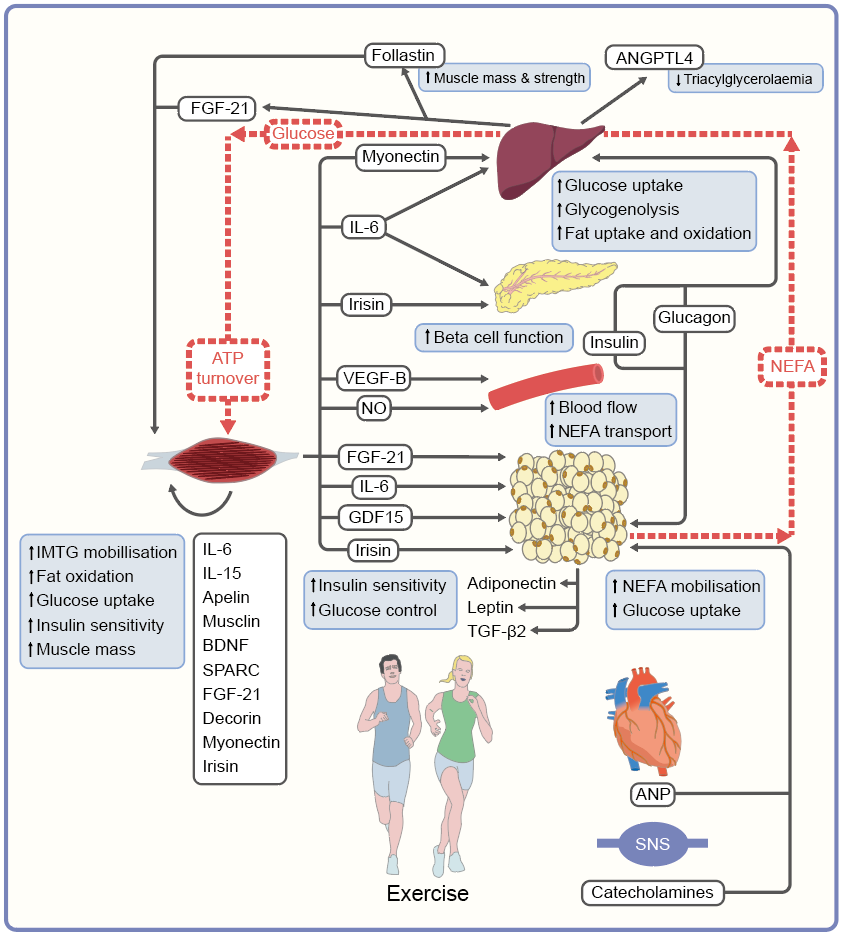 Follastin
↑ Muscle mass & strength
ANGPTL4
↓ Triacylglycerolaemia
FGF-21
Glucose
Myonectin
↑ Glucose uptake
↑ Glycogenolysis
↑ Fat uptake and oxidation
IL-6
Irisin
Glucagon
Insulin
↑ Beta cell function
ATP
turnover
NEFA
VEGF-B
NO
↑ Blood flow
↑ NEFA transport
FGF-21
IL-6
GDF15
Irisin
↑ IMTG mobillisation
↑ Fat oxidation
↑ Glucose uptake
↑ Insulin sensitivity
↑ Muscle mass
IL-6
IL-15
Apelin
Musclin
BDNF
SPARC
FGF-21
Decorin
Myonectin
Irisin
↑ Insulin sensitivity
↑ Glucose control
Adiponectin
Leptin
TGF-β2
↑ NEFA mobilisation
↑ Glucose uptake
ANP
SNS
Catecholamines
Exercise